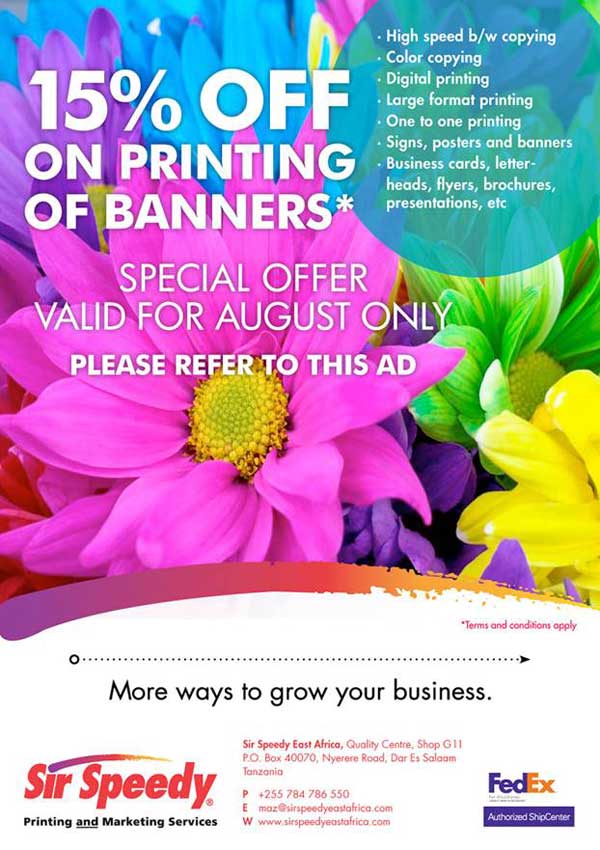 15% OFF
ON PRINTING
OF BANNERS*
SPECIAL OFFER
VALID FOR AUGUST ONLY
PLEASE REFER TO THIS AD
· High speed b/w copying
· Color copying
· Digital printing
· Large format printing
· One to one printing
· Signs, posters and banners
· Business cards, letter-
heads, flyers, brochures,
presentations, etc
*Terms and conditions apply
More ways to grow your business.
Sir Speedy®
Printing and Marketing Services
Sir Speedy East Africa, Quality Centre, Shop G11
P.O. Box 40070, Nyerere Road, Dar Es Salaam
Tanzania
P +255 784 786 550
E maz@sirspeedyeastafrica.com
W www.sirspeedyeastafrica.com
FedEx
Authorized ShipCenter